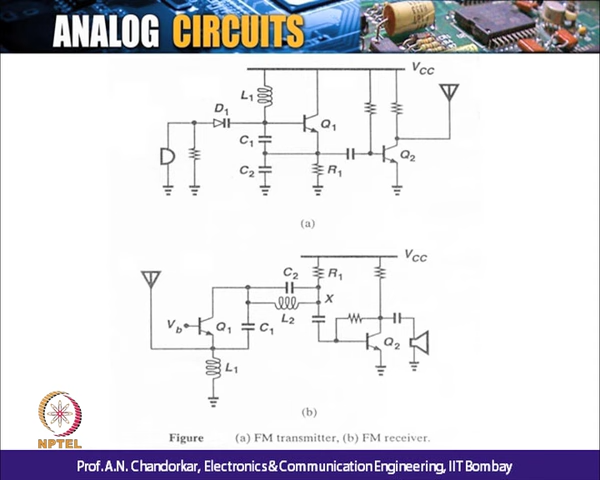 ANALOG CIRCUITS
VCC
L1
D1
Q1
C1
C2
R1
Q2
(a)
VCC
C2
R1
X
L2
Vb
Q1
C1
Q2
L1
(b)
NPTEL
Figure (a) FM transmitter, (b) FM receiver.
Prof. A.N. Chandorkar, Electronics & Communication Engineering, IIT Bombay